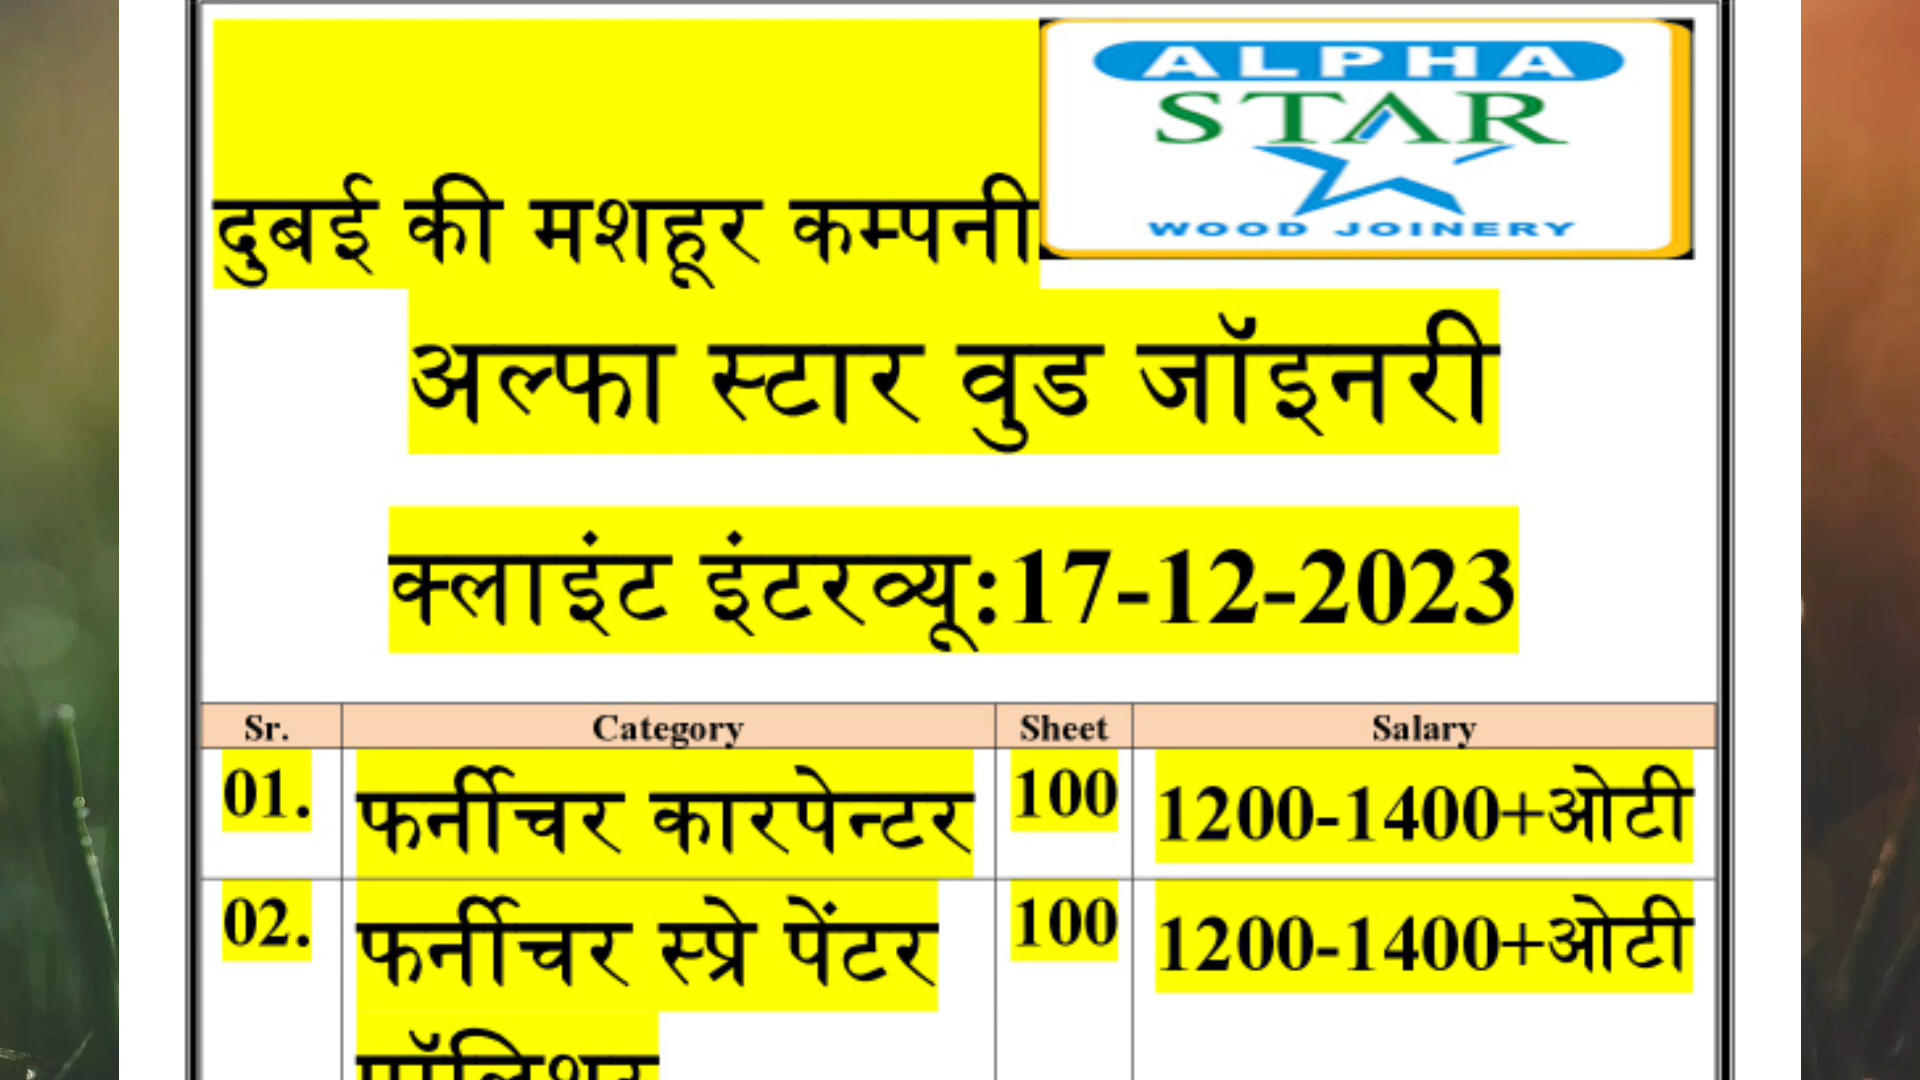 ALPHA
STAR
WOOD JOINERY
दुबई की मशहूर कम्पनी
अल्फा स्टार वुड जॉइनरी
क्लाइंट इंटरव्यू:17-12-2023
Sr. Category Sheet Salary
01. फर्नीचर कारपेन्टर 100 1200-1400+ओटी
02. फर्नीचर स्प्रे पेंटर 100 1200-1400+ओटी